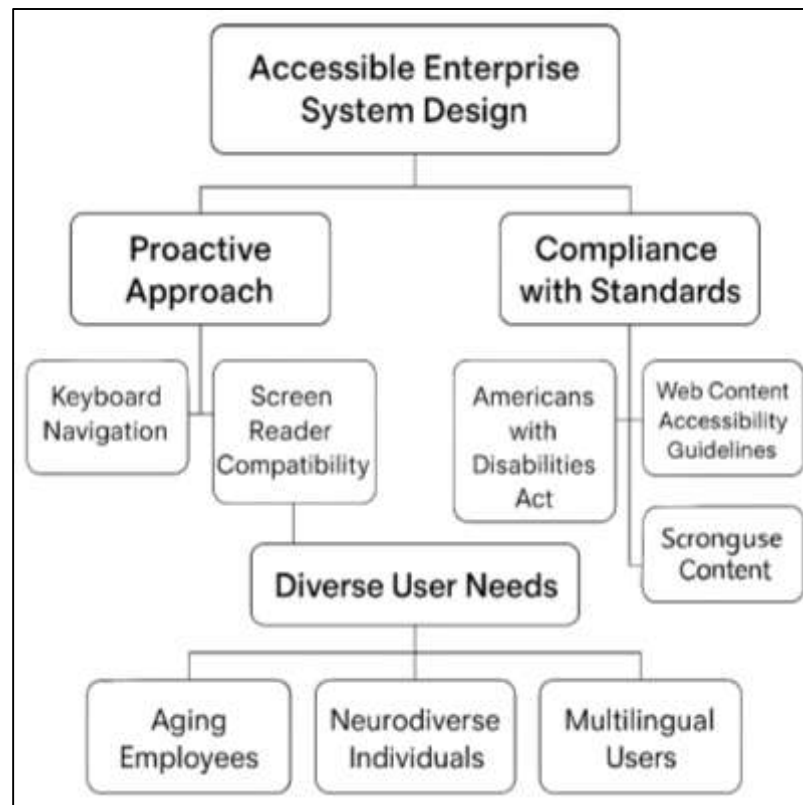 Accessible Enterprise
System Design
Proactive
Approach
Compliance
with Standards
Keyboard
Navigation
Screen
Reader
Compatibility
Americans
with
Disabilities
Act
Web Content
Accessibility
Guidelines
Scronguse
Content
Diverse User Needs
Aging
Employees
Neurodiverse
Individuals
Multilingual
Users